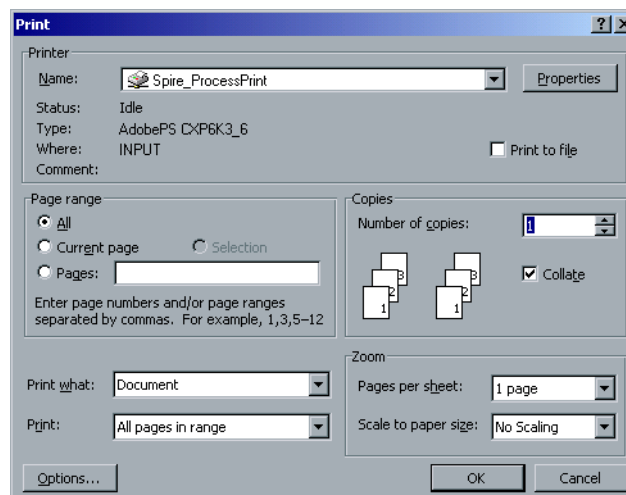 Print
Printer
Name: Spire_ProcessPrint Properties
Status: Idle
Type: AdobePS CXP6K3_6
Where: INPUT Print to file
Comment:
Page range
All
Current page Selection
Pages:
Enter page numbers and/or page ranges
separated by commas. For example, 1,3,5–12
Copies
Number of copies: 1
3 3
2 2
1 1
Collate
Print what: Document
Print: All pages in range
Zoom
Pages per sheet: 1 page
Scale to paper size: No Scaling
Options... OK Cancel